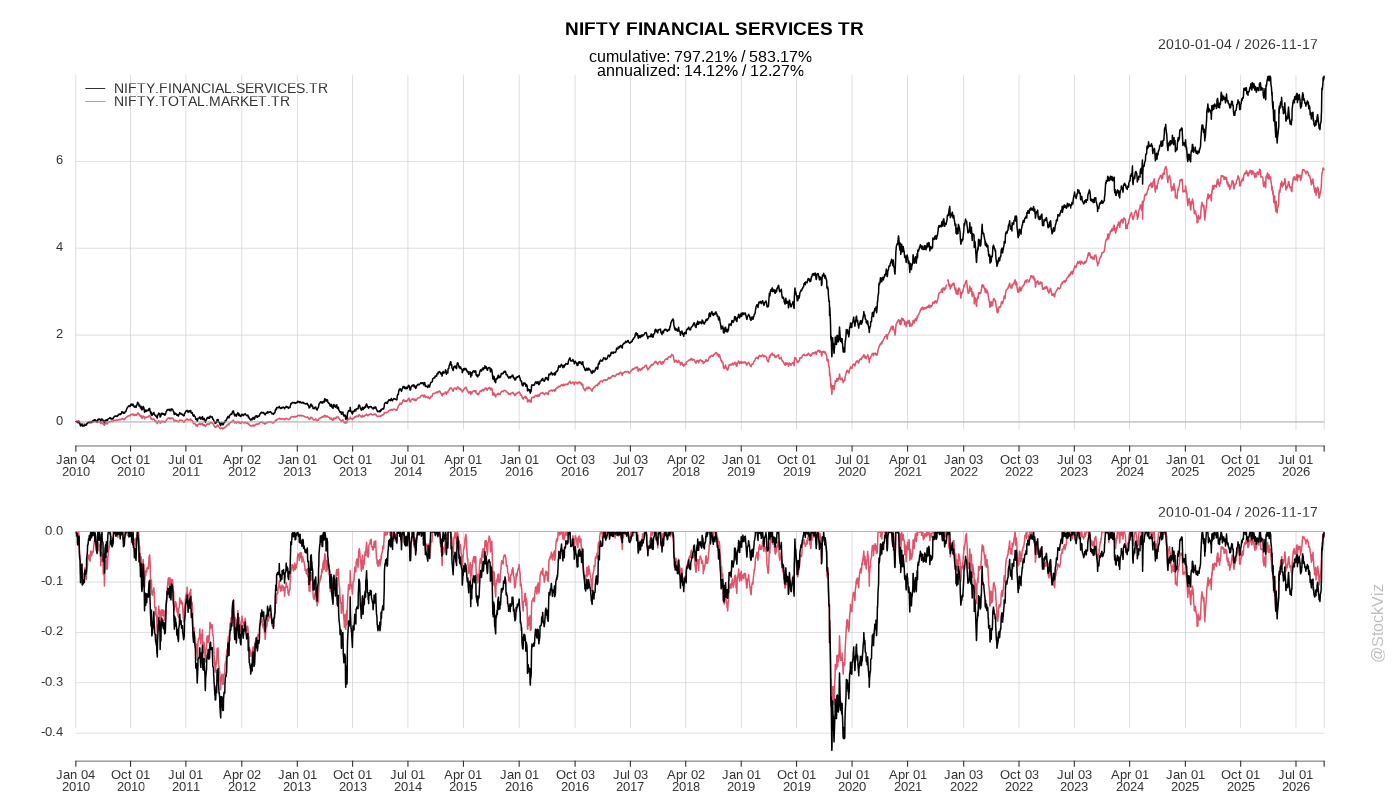 NIFTY FINANCIAL SERVICES TR
2010-01-04 / 2026-11-17
cumulative: 797.21% / 583.17%
annualized: 14.12% / 12.27%
NIFTY.FINANCIAL.SERVICES.TR
NIFTY.TOTAL.MARKET.TR
6
4
2
0
Jan 04 Oct 01 Jul 01 Apr 02 Jan 01 Oct 01 Jul 01 Apr 01 Jan 01 Oct 03 Jul 03 Apr 02 Jan 01 Oct 01 Jul 01 Apr 01 Jan 03 Oct 03 Jul 03 Apr 01 Jan 01 Oct 01 Jul 01
2010 2010 2011 2012 2013 2013 2014 2015 2016 2016 2017 2018 2019 2019 2020 2021 2022 2022 2023 2024 2025 2025 2026
2010-01-04 / 2026-11-17
0.0
-0.1
-0.2
-0.3
-0.4
Jan 04 Oct 01 Jul 01 Apr 02 Jan 01 Oct 01 Jul 01 Apr 01 Jan 01 Oct 03 Jul 03 Apr 02 Jan 01 Oct 01 Jul 01 Apr 01 Jan 03 Oct 03 Jul 03 Apr 01 Jan 01 Oct 01 Jul 01
2010 2010 2011 2012 2013 2013 2014 2015 2016 2016 2017 2018 2019 2019 2020 2021 2022 2022 2023 2024 2025 2025 2026
@StockViz